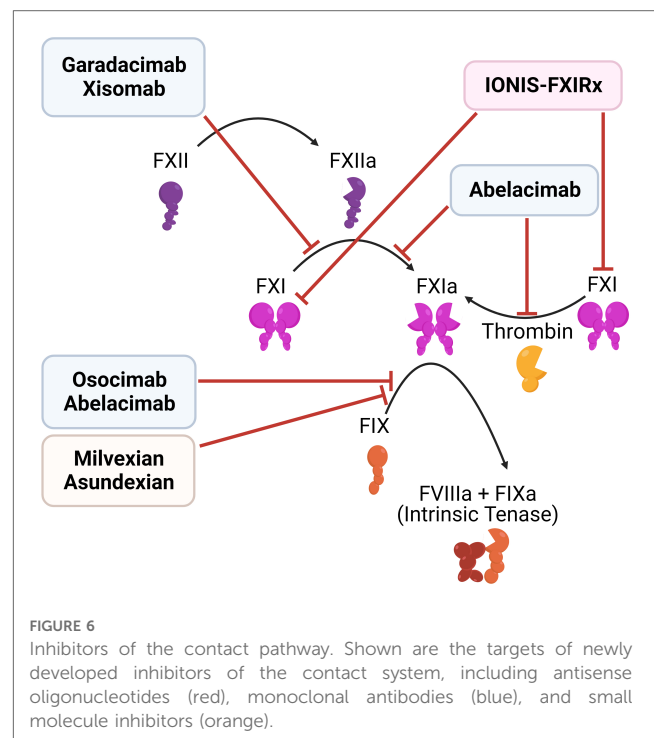 Garadacimab
Xisomab
IONIS-FXIRx
FXII
FXIIa
Abelacimab
FXI
FXIa
FXI
Thrombin
Osocimab
Abelacimab
FIX
Milvexian
Asundexian
FVIIIa + FIXa
(Intrinsic Tenase)
FIGURE 6
Inhibitors of the contact pathway. Shown are the targets of newly
developed inhibitors of the contact system, including antisense
oligonucleotides (red), monoclonal antibodies (blue), and small
molecule inhibitors (orange).